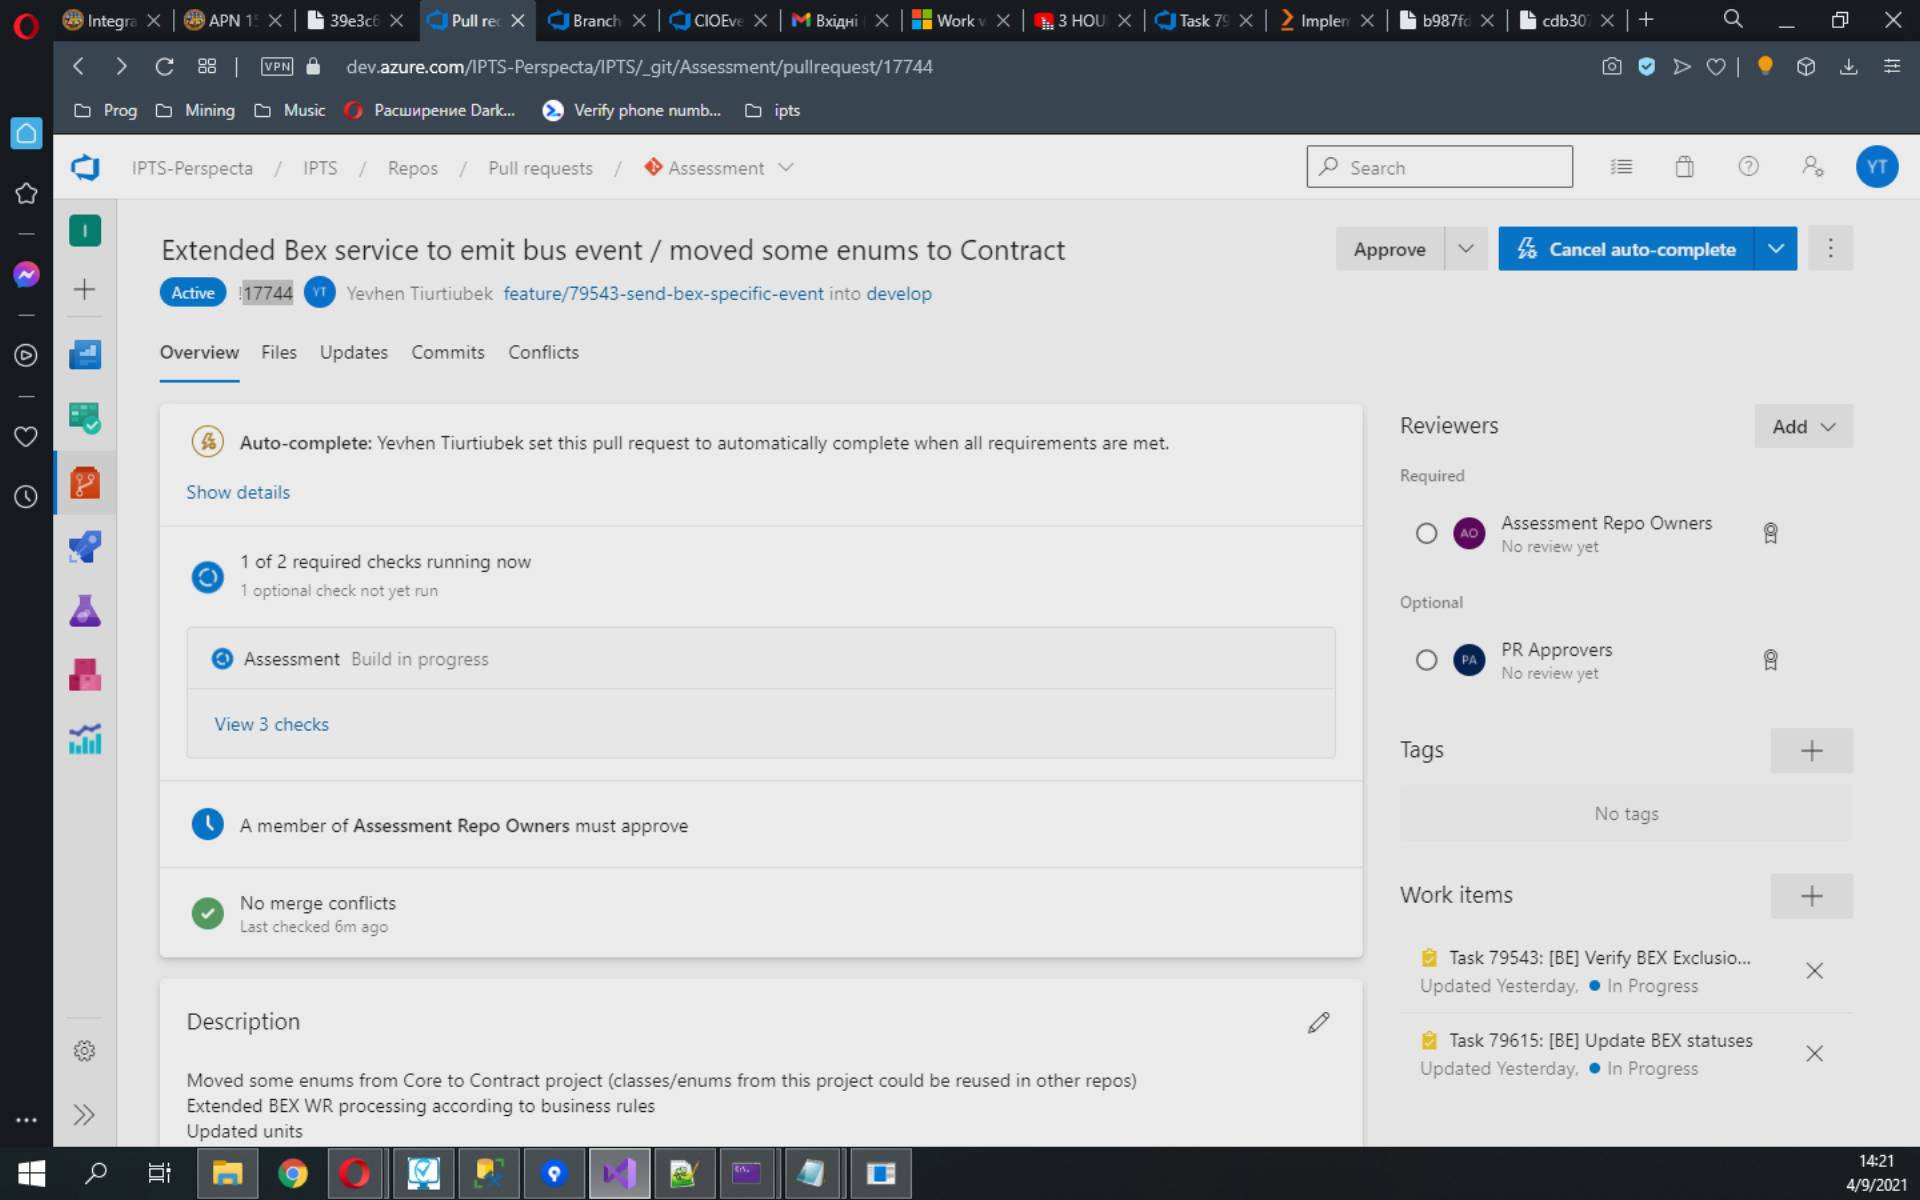 Integra
APN 1
39e3c6
Pull rec
Branch
CIOEve
Вхідні
Work w
3 HOU
Task 79
Implem
b987fd
cdb307
VPN
dev.azure.com/IPTS-Perspecta/IPTS/_git/Assessment/pullrequest/17744
Prog
Mining
Music
Расширение Dark...
Verify phone numb...
ipts
IPTS-Perspecta / IPTS / Repos / Pull requests / Assessment
Search
YT
I
Extended Bex service to emit bus event / moved some enums to Contract
Approve
Cancel auto-complete
Active !17744 YT Yevhen Tiurtiubek feature/79543-send-bex-specific-event into develop
Overview Files Updates Commits Conflicts
Auto-complete: Yevhen Tiurtiubek set this pull request to automatically complete when all requirements are met.
Show details
1 of 2 required checks running now
1 optional check not yet run
Assessment Build in progress
View 3 checks
A member of Assessment Repo Owners must approve
No merge conflicts
Last checked 6m ago
Description
Moved some enums from Core to Contract project (classes/enums from this project could be reused in other repos)
Extended BEX WR processing according to business rules
Updated units
Reviewers
Add
Required
AO
Assessment Repo Owners
No review yet
Optional
PA
PR Approvers
No review yet
Tags
No tags
Work items
Task 79543: [BE] Verify BEX Exclusio...
Updated Yesterday, In Progress
Task 79615: [BE] Update BEX statuses
Updated Yesterday, In Progress
14:21
4/9/2021